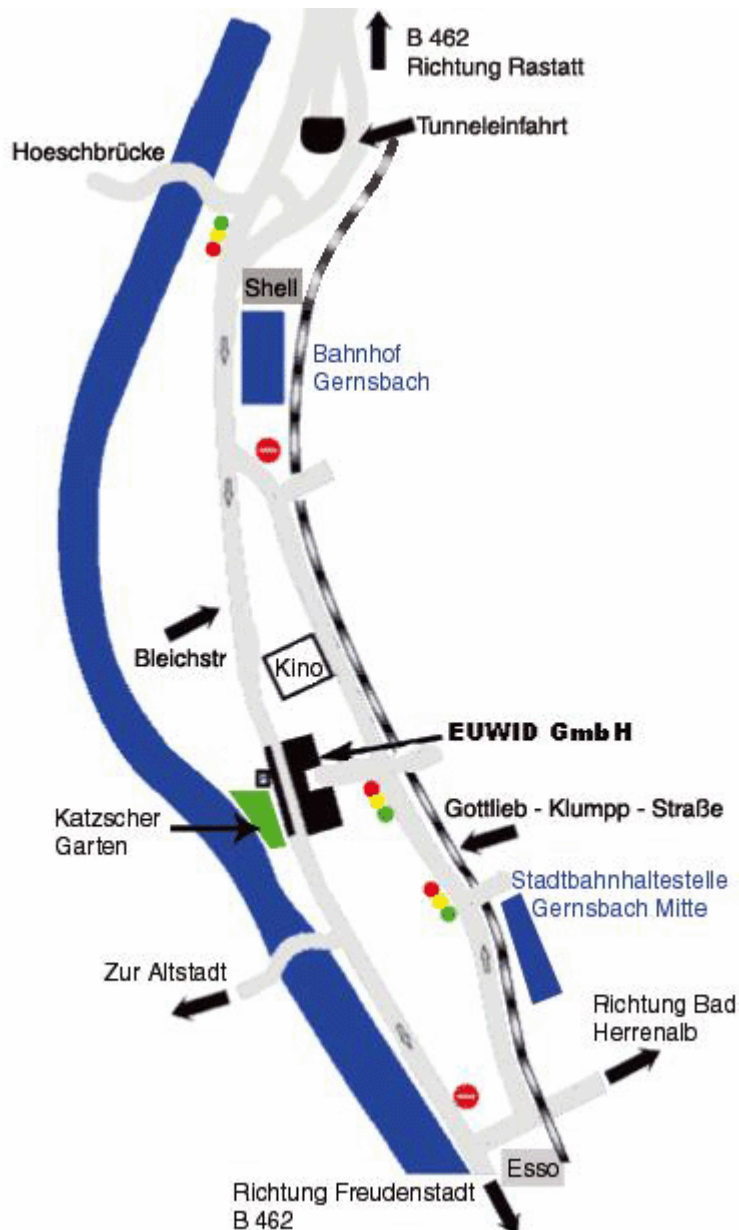 B 462
Richtung Rastatt
Tunneleinfahrt
Hoeschbrücke
Shell
Bahnhof
Gernsbach
Bleichstr
Kino
EUWID GmbH
Katzscher
Garten
Gottlieb - Klumpp - Straße
Stadtbahnhaltestelle
Gernsbach Mitte
Zur Altstadt
Richtung Bad
Herrenalb
Esso
Richtung Freudenstadt
B 462